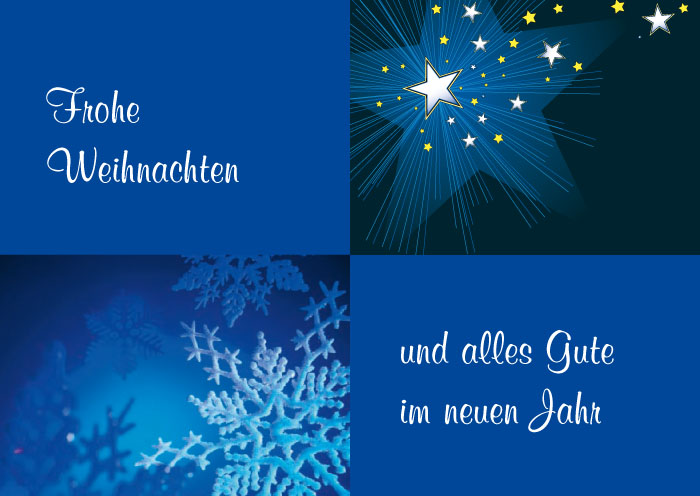 Frohe
Weihnachten
und alles Gute
im neuen Jahr